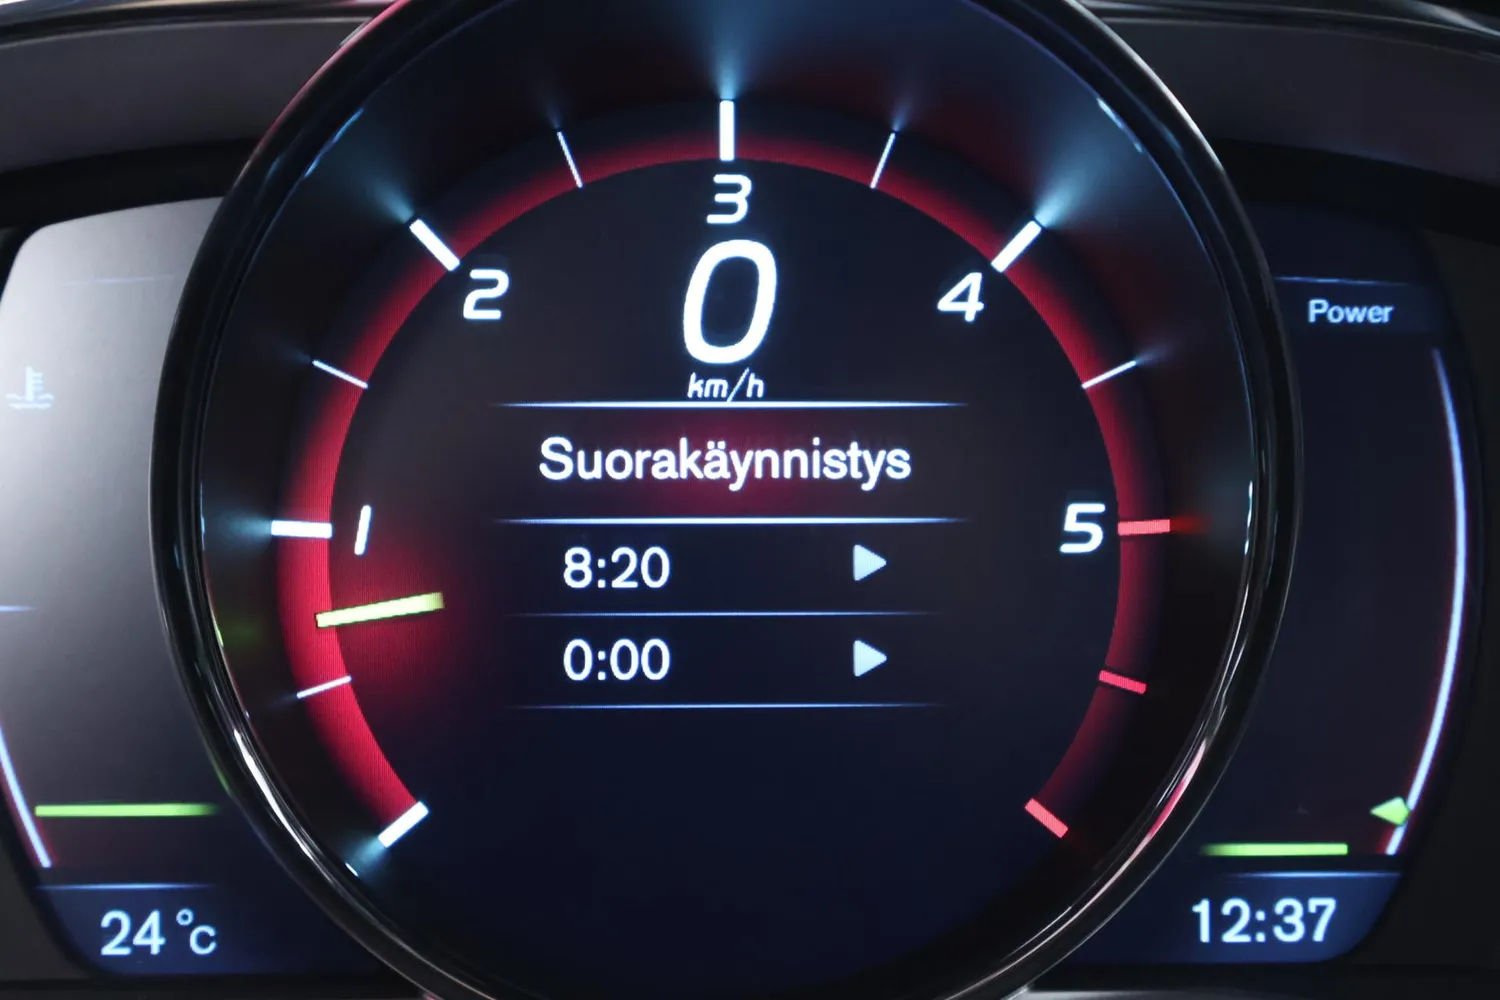 3
2
4
0
km/h
Power
Suorakäynnistys
1
5
8:20
0:00
24°c
12:37